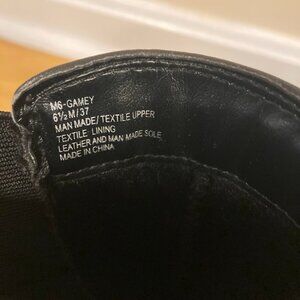 M6-GAMEY
6½ M / 37
MAN MADE / TEXTILE UPPER
TEXTILE LINING
LEATHER AND MAN MADE SOLE
MADE IN CHINA